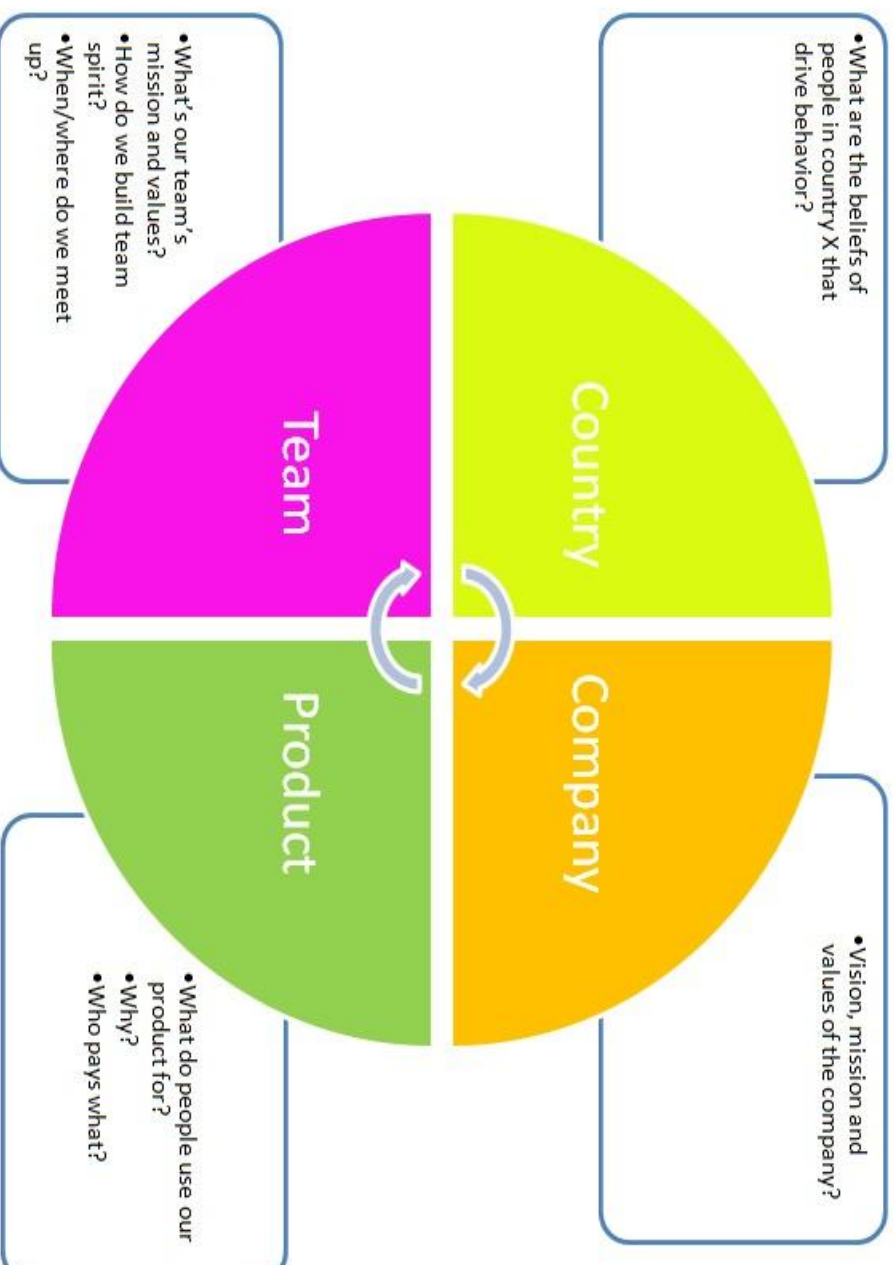 •What are the beliefs of
people in country X that
drive behavior?
•Vision, mission and
values of the company?
Country
Company
Team
Product
•What's our team's
mission and values?
•How do we build team
spirit?
•When/where do we meet
up?
•What do people use our
product for?
•Why?
•Who pays what?